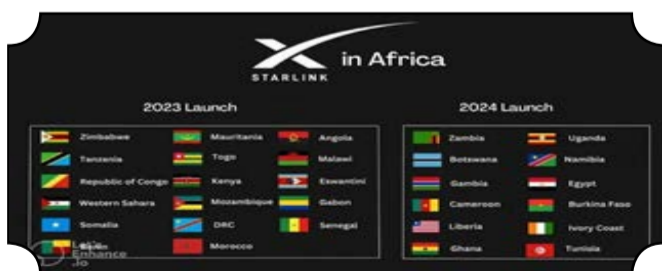 STARLINK
in Africa
2023 Launch
Zimbabwe
Tanzania
Republic of Congo
Western Sahara
Somalia
Mauritania
Togo
Kenya
Mozambique
DRC
Morocco
Angola
Malawi
Eswantini
Gabon
Senegal
2024 Launch
Zambia
Botswana
Gambia
Cameroon
Liberia
Ghana
Uganda
Namibia
Egypt
Burkina Faso
Ivory Coast
Tunisia
Enhance
.io